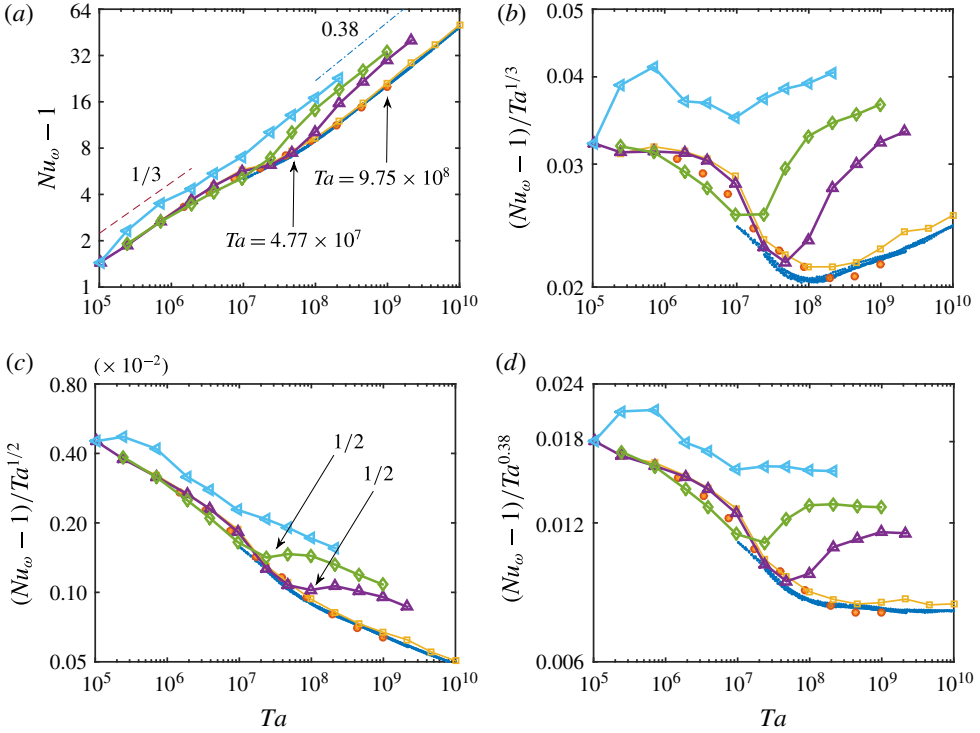 (a)
64
32
16
8
4
2
1
Nu_ω − 1
0.38
1/3
Ta = 9.75 × 10^8
Ta = 4.77 × 10^7
10^5 10^6 10^7 10^8 10^9 10^10
(b)
0.05
0.04
0.03
0.02
(Nu_ω − 1)/Ta^{1/3}
10^5 10^6 10^7 10^8 10^9 10^10
(c)
(× 10^{−2})
0.80
0.40
0.20
0.10
0.05
(Nu_ω − 1)/Ta^{1/2}
1/2
1/2
10^5 10^6 10^7 10^8 10^9 10^10
Ta
(d)
0.024
0.018
0.012
0.006
(Nu_ω − 1)/Ta^{0.38}
10^5 10^6 10^7 10^8 10^9 10^10
Ta